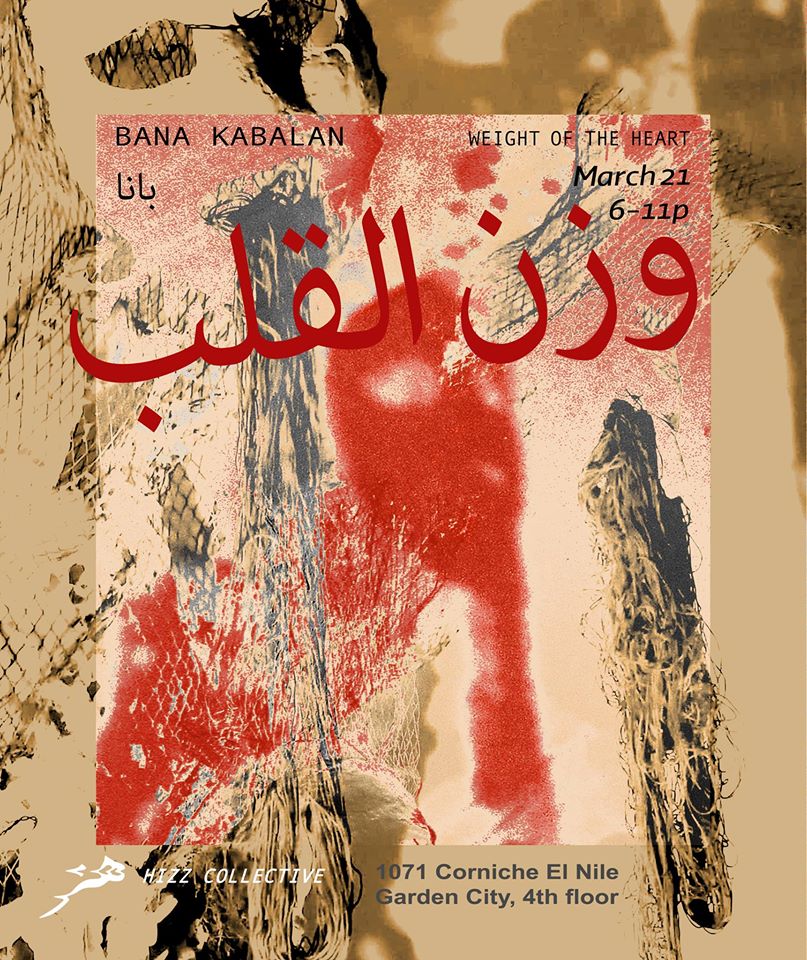 BANA KABALAN
WEIGHT OF THE HEART
بانا
March 21
6-11p
وزن القلب
HIZZ COLLECTIVE
1071 Corniche El Nile
Garden City, 4th floor